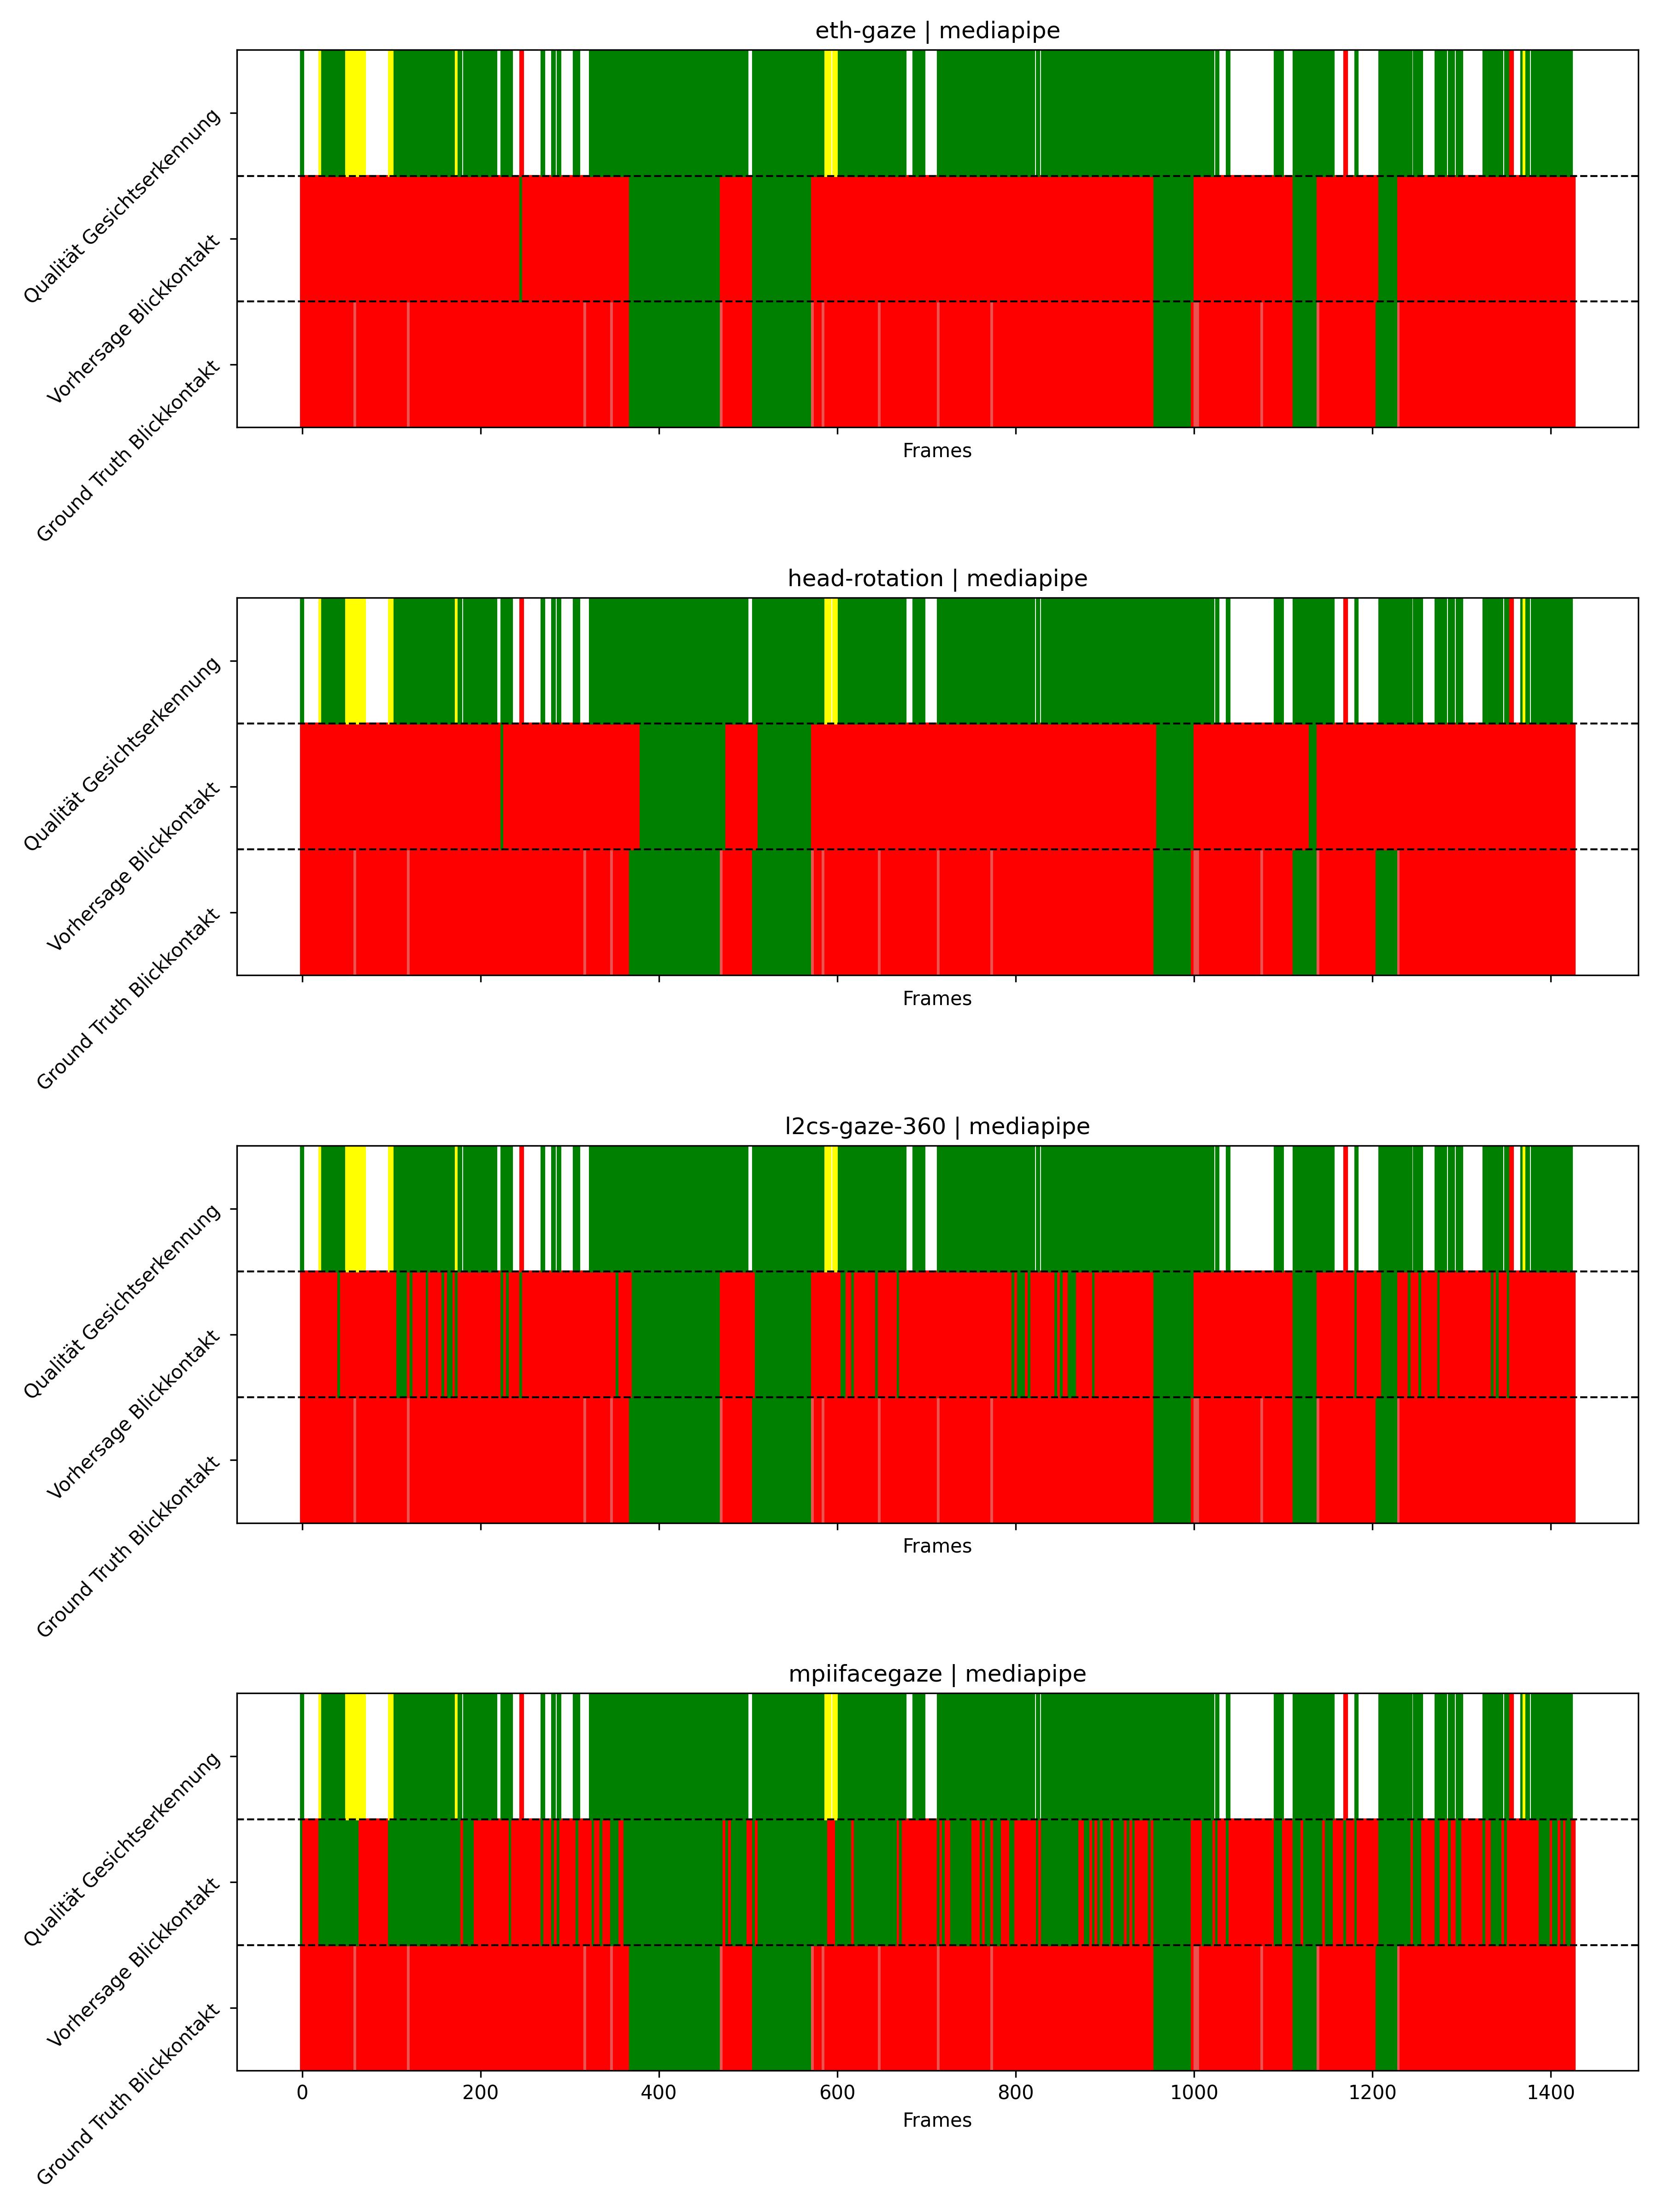 eth-gaze | mediapipe
Qualität Gesichtserkennung
Vorhersage Blickkontakt
Ground Truth Blickkontakt
Frames
head-rotation | mediapipe
Qualität Gesichtserkennung
Vorhersage Blickkontakt
Ground Truth Blickkontakt
Frames
l2cs-gaze-360 | mediapipe
Qualität Gesichtserkennung
Vorhersage Blickkontakt
Ground Truth Blickkontakt
Frames
mpiifacegaze | mediapipe
Qualität Gesichtserkennung
Vorhersage Blickkontakt
Ground Truth Blickkontakt
0 200 400 600 800 1000 1200 1400
Frames